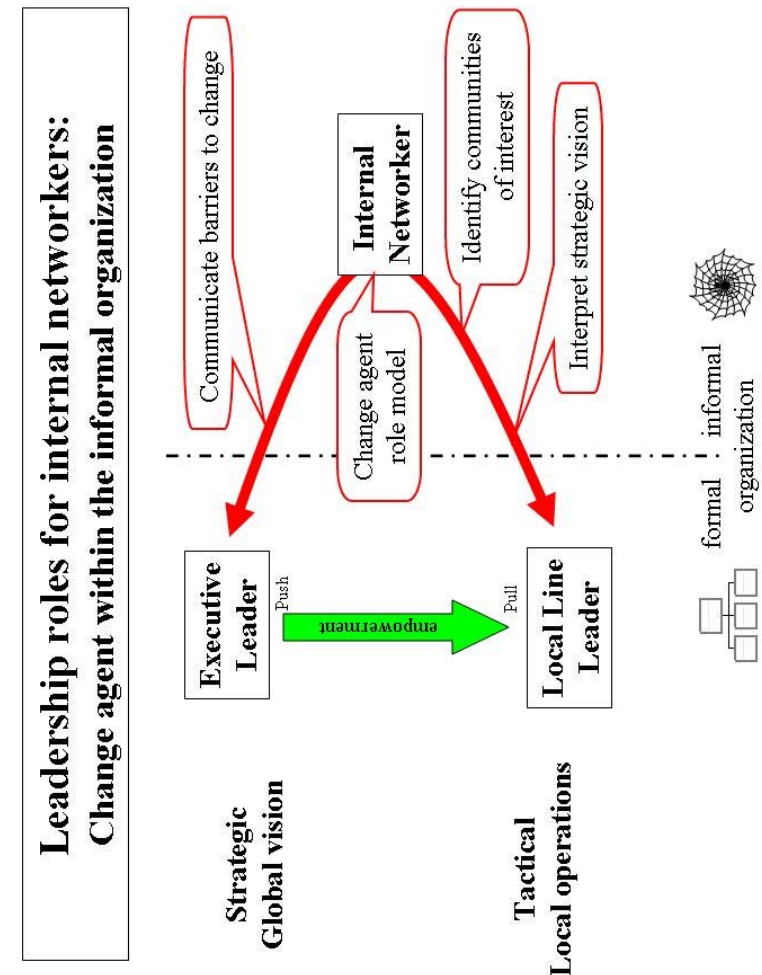 Leadership roles for internal networkers:
Change agent within the informal organization
Strategic
Global vision
Executive
Leader
Communicate barriers to change
Push
empowerment
Pull
Change agent
role model
Internal
Networker
Tactical
Local operations
Local Line
Leader
Identify communities
of interest
Interpret strategic vision
formal
informal
organization